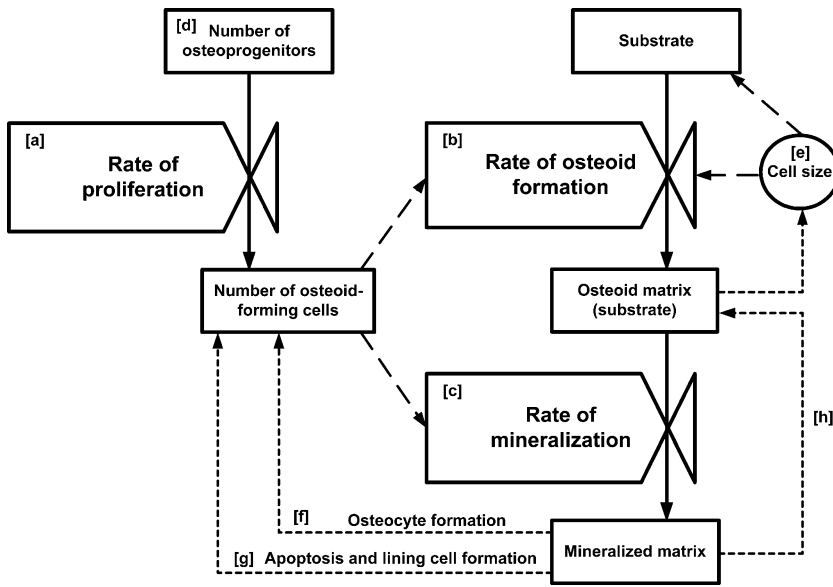 [d] Number of
osteoprogenitors
Substrate
[a]
Rate of
proliferation
[b]
Rate of osteoid
formation
[e]
Cell size
Number of osteoid-
forming cells
Osteoid matrix
(substrate)
[c]
Rate of
mineralization
[h]
[f] Osteocyte formation
[g] Apoptosis and lining cell formation
Mineralized matrix